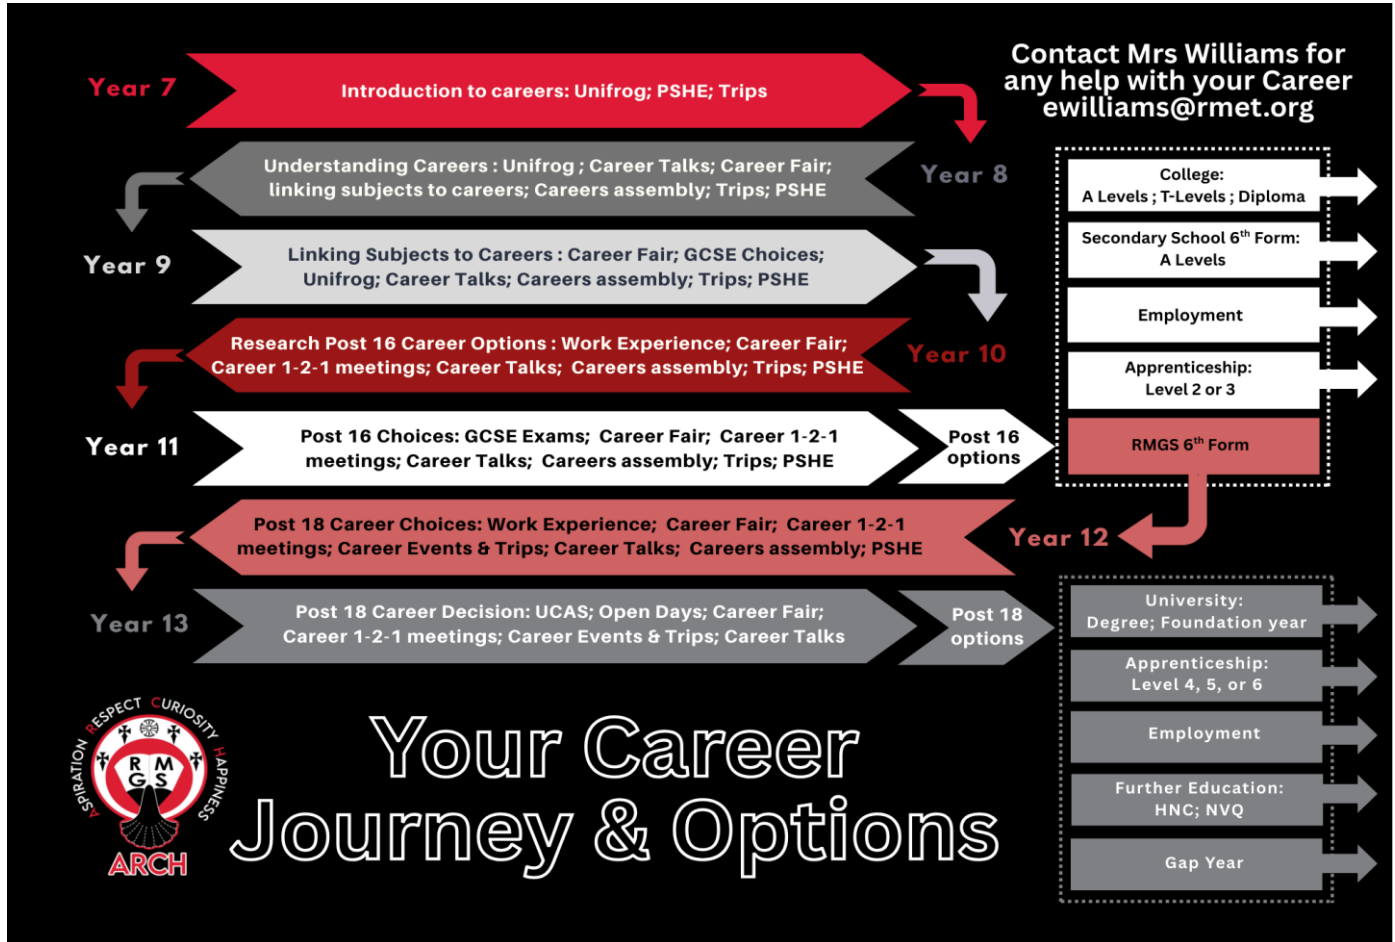 Contact Mrs Williams for
any help with your Career
ewilliams@rmet.org
Year 7
Introduction to careers: Unifrog; PSHE; Trips
Year 8
Understanding Careers : Unifrog ; Career Talks; Career Fair;
linking subjects to careers; Careers assembly; Trips; PSHE
Year 9
Linking Subjects to Careers : Career Fair; GCSE Choices;
Unifrog; Career Talks; Careers assembly; Trips; PSHE
Year 10
Research Post 16 Career Options : Work Experience; Career Fair;
Career 1-2-1 meetings; Career Talks; Careers assembly; Trips; PSHE
Year 11
Post 16 Choices: GCSE Exams; Career Fair; Career 1-2-1
meetings; Career Talks; Careers assembly; Trips; PSHE
Post 16
options
College:
A Levels ; T-Levels ; Diploma
Secondary School 6th Form:
A Levels
Employment
Apprenticeship:
Level 2 or 3
RMGS 6th Form
Year 12
Post 18 Career Choices: Work Experience; Career Fair; Career 1-2-1
meetings; Career Events & Trips; Career Talks; Careers assembly; PSHE
Year 13
Post 18 Career Decision: UCAS; Open Days; Career Fair;
Career 1-2-1 meetings; Career Events & Trips; Career Talks
Post 18
options
University:
Degree; Foundation year
Apprenticeship:
Level 4, 5, or 6
Employment
Further Education:
HNC; NVQ
Gap Year
ASPIRATION RESPECT CURIOSITY HAPPINESS
R M
G S
ARCH
Your Career
Journey & Options